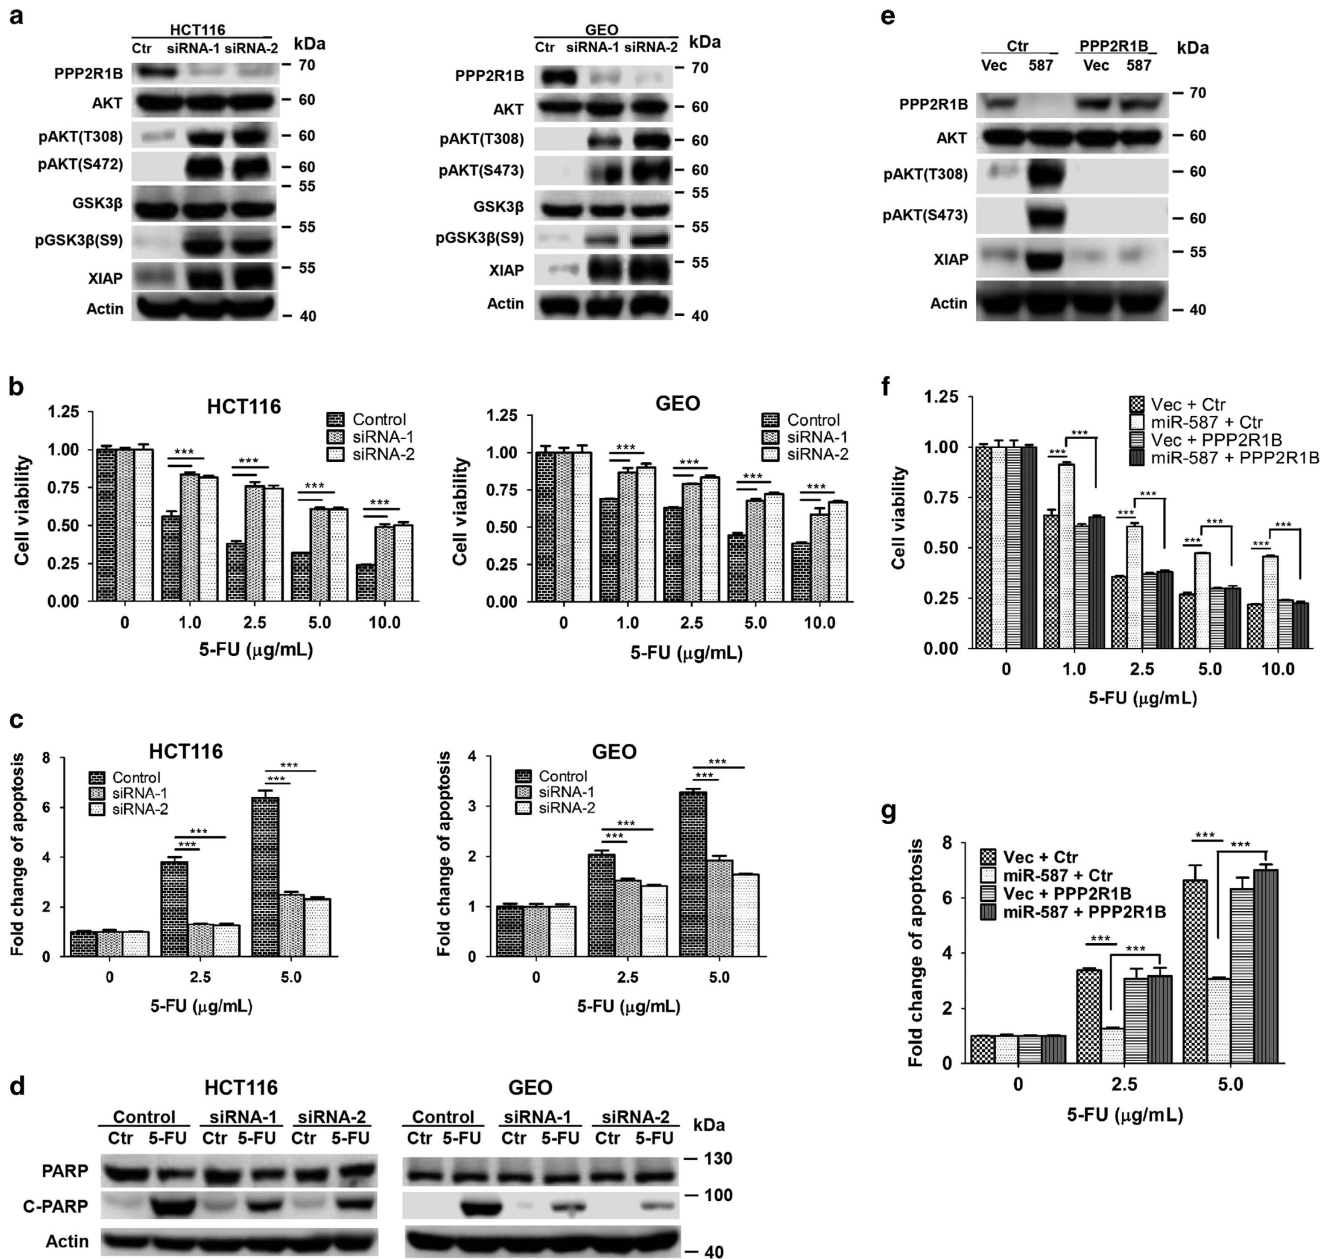 a
HCT116
Ctr siRNA-1 siRNA-2 kDa
PPP2R1B 70
AKT 60
pAKT(T308) 60
pAKT(S472) 60
55
GSK3β
55
pGSK3β(S9)
XIAP 55
Actin 40
GEO
Ctr siRNA-1 siRNA-2 kDa
PPP2R1B 70
AKT 60
pAKT(T308) 60
pAKT(S473) 60
55
GSK3β
55
pGSK3β(S9)
XIAP 55
Actin 40
e
Ctr PPP2R1B
Vec 587 Vec 587 kDa
PPP2R1B 70
AKT 60
pAKT(T308) 60
pAKT(S473) 60
XIAP 55
Actin 40
b
HCT116
Control
siRNA-1
siRNA-2
Cell viability
1.25
1.00
0.75
0.50
0.25
0.00
*** *** *** ***
0 1.0 2.5 5.0 10.0
5-FU (μg/mL)
GEO
Control
siRNA-1
siRNA-2
Cell viability
1.25
1.00
0.75
0.50
0.25
0.00
*** *** *** ***
0 1.0 2.5 5.0 10.0
5-FU (μg/mL)
f
Vec + Ctr
miR-587 + Ctr
Vec + PPP2R1B
miR-587 + PPP2R1B
Cell viability
1.25
1.00
0.75
0.50
0.25
0.00
*** *** *** *** *** *** *** ***
0 1.0 2.5 5.0 10.0
5-FU (μg/mL)
c
HCT116
Control
siRNA-1
siRNA-2
Fold change of apoptosis
8
6
4
2
0
*** *** *** ***
0 2.5 5.0
5-FU (μg/mL)
GEO
Control
siRNA-1
siRNA-2
Fold change of apoptosis
4
3
2
1
0
*** *** *** ***
0 2.5 5.0
5-FU (μg/mL)
g
Vec + Ctr
miR-587 + Ctr
Vec + PPP2R1B
miR-587 + PPP2R1B
Fold change of apoptosis
8
6
4
2
0
*** *** *** ***
0 2.5 5.0
5-FU (μg/mL)
d
HCT116 GEO
Control siRNA-1 siRNA-2 Control siRNA-1 siRNA-2 kDa
Ctr 5-FU Ctr 5-FU Ctr 5-FU Ctr 5-FU Ctr 5-FU Ctr 5-FU
PARP 130
C-PARP 100
Actin 40